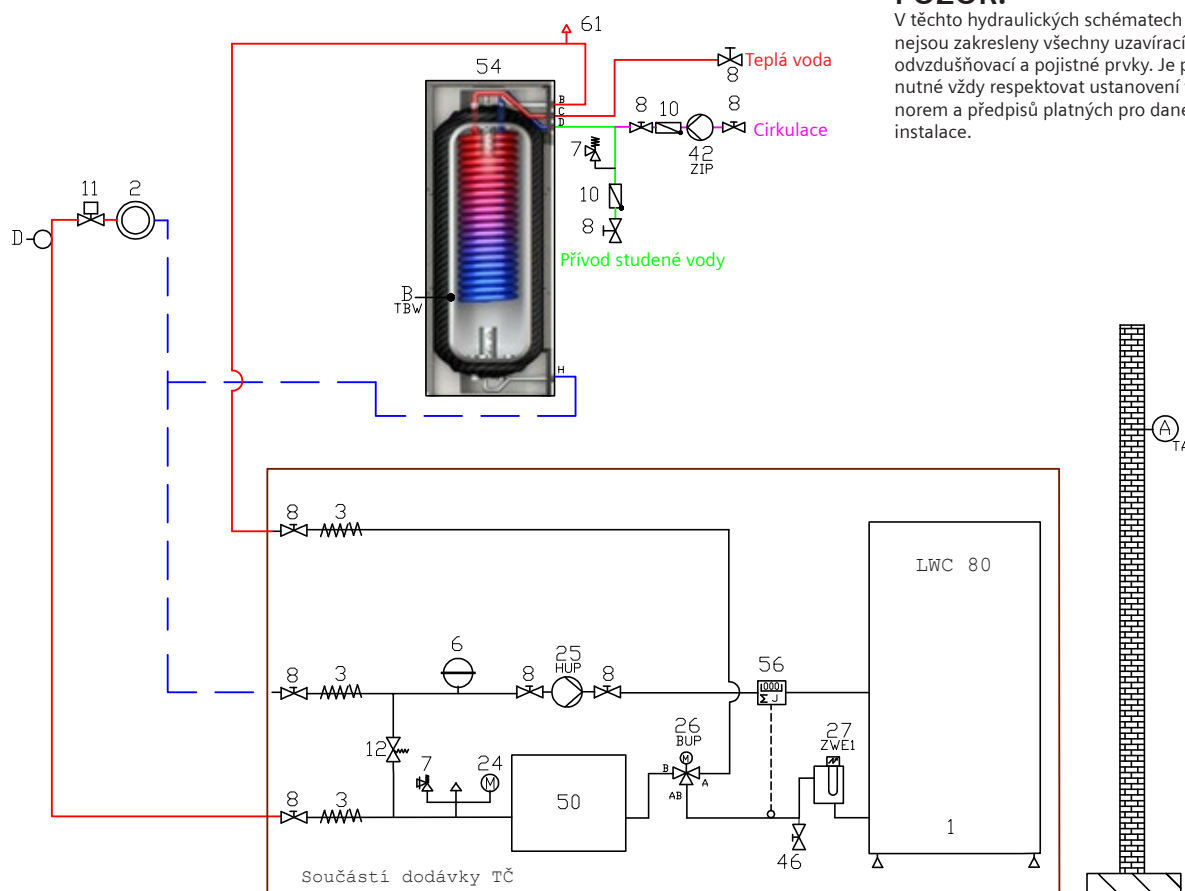 POZOR!
V těchto hydraulických schématech
nejsou zakresleny všechny uzavírací
odvzdušňovací a pojistné prvky. Je
nutné vždy respektovat ustanovení
norem a předpisů platných pro dané
instalace.
61
54
B
C
D
H
8
Teplá voda
8
10
8
Cirkulace
42
ZIP
7
10
8
Přívod studené vody
11
2
D
B
TBW
A
8
3
LWC 80
6
8
3
8
25
HUP
8
56
000
Σ J
26
BUP
M
B
A
AB
27
ZWE1
12
7
24
M
8
3
50
46
1
Součástí dodávky TČ